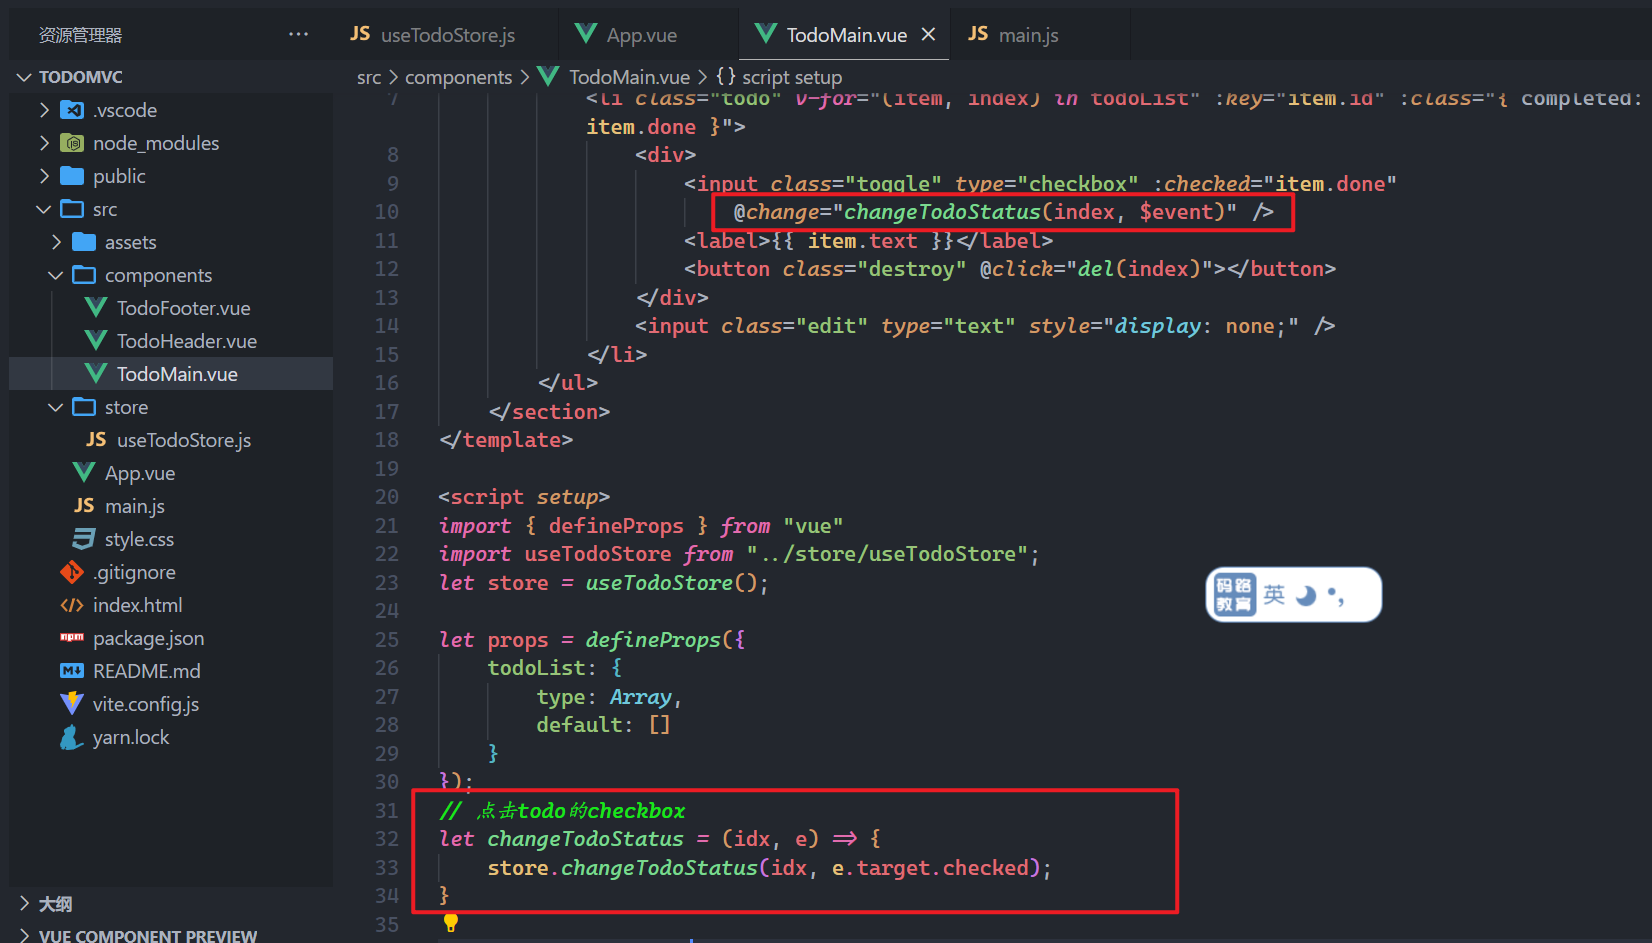 资源管理器 ···
JS useTodoStore.js
App.vue
TodoMain.vue ×
JS main.js
TODOMVC
.vscode
node_modules
public
src
assets
components
TodoFooter.vue
TodoHeader.vue
TodoMain.vue
store
JS useTodoStore.js
App.vue
JS main.js
style.css
.gitignore
index.html
package.json
README.md
vite.config.js
yarn.lock
大纲
VUE COMPONENT PREVIEW
src > components > TodoMain.vue > {} script setup
7 <li class="todo" v-for="(item, index) in todoList" :key="item.id" :class="{ completed:
item.done }">
8 <div>
9 <input class="toggle" type="checkbox" :checked="item.done"
10 @change="changeTodoStatus(index, $event)" />
11 <label>{{ item.text }}</label>
12 <button class="destroy" @click="del(index)"></button>
13 </div>
14 <input class="edit" type="text" style="display: none;" />
15 </li>
16 </ul>
17 </section>
18 </template>
19
20 <script setup>
21 import { defineProps } from "vue"
22 import useTodoStore from "../store/useTodoStore";
23 let store = useTodoStore();
24
25 let props = defineProps({
26 todoList: {
27 type: Array,
28 default: []
29 }
30 });
31 // 点击todo的checkbox
32 let changeTodoStatus = (idx, e) => {
33 store.changeTodoStatus(idx, e.target.checked);
34 }
35
码路
教育
英